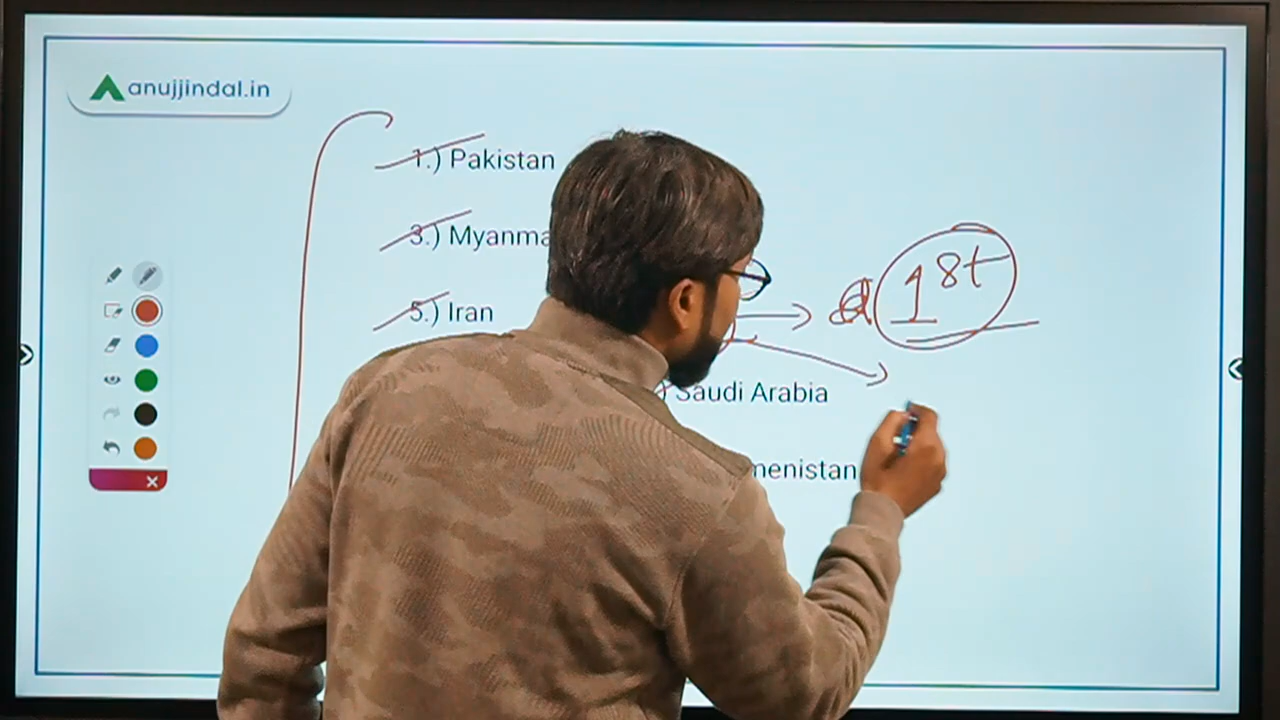 anujjindal.in
1.) Pakistan
3.) Myanma
5.) Iran
1st
Saudi Arabia
menistan